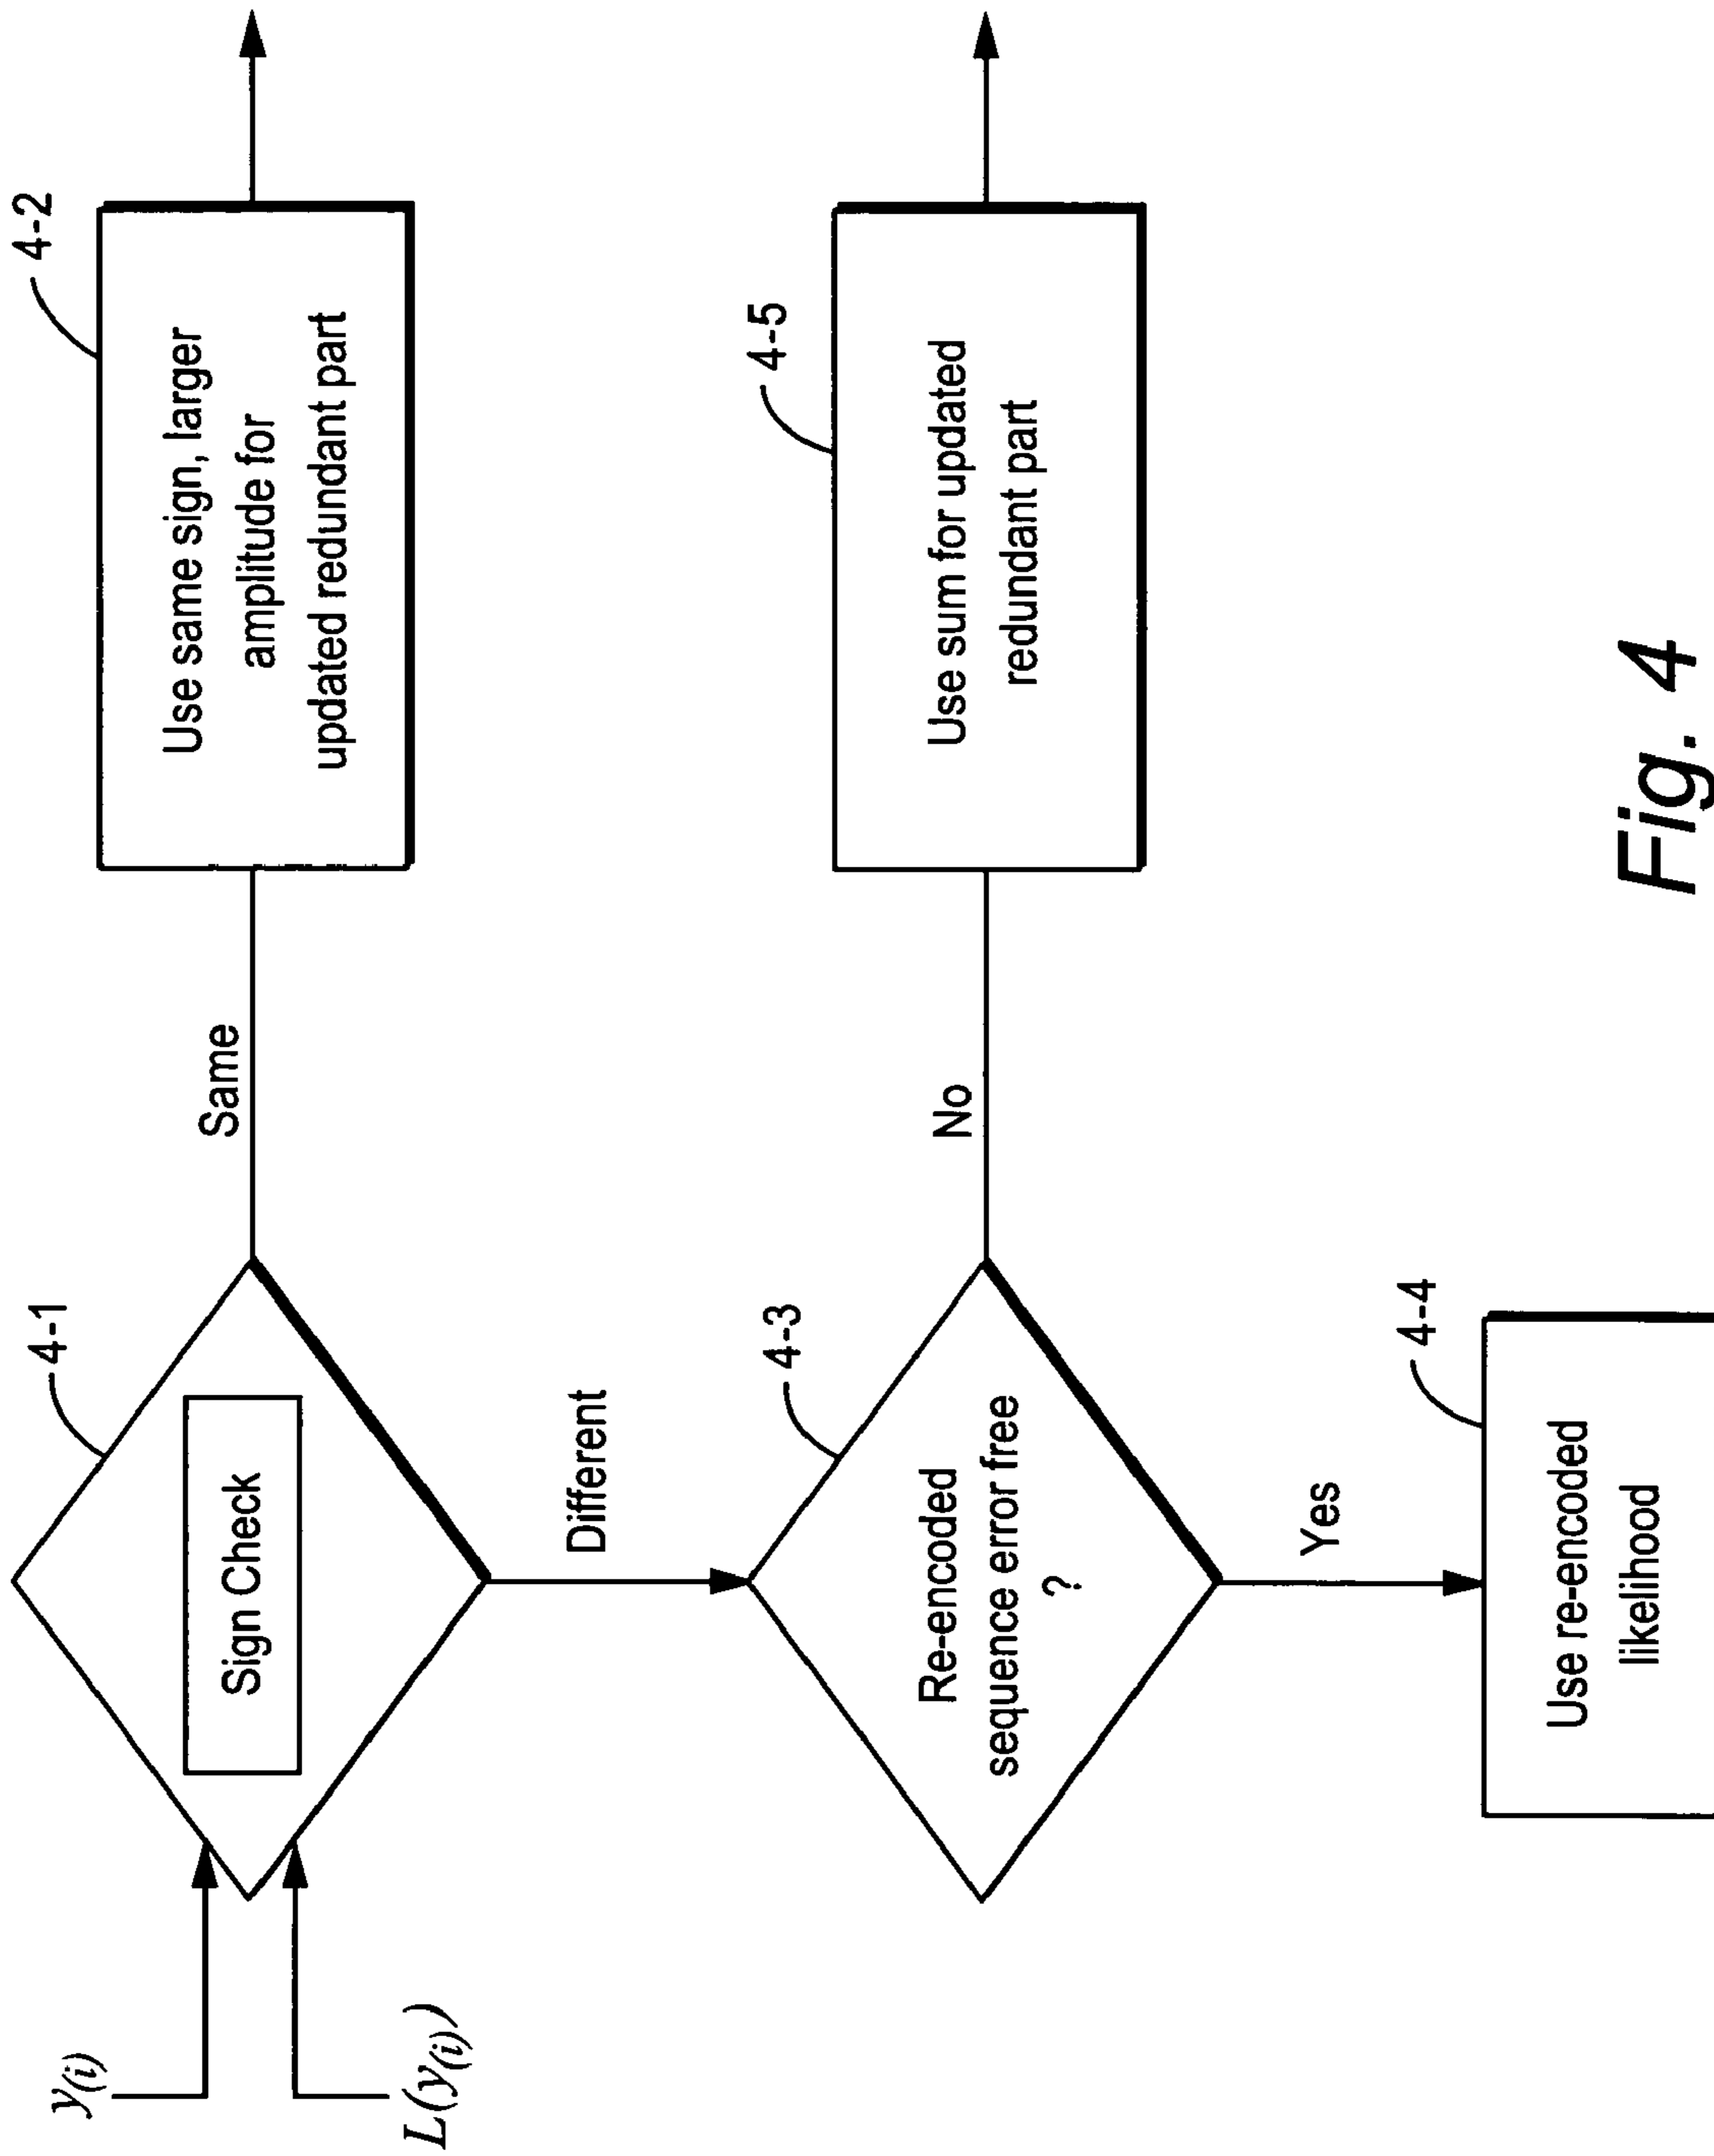 y(i)
L(y(i))
4-1
Sign Check
Same
4-2
Use same sign, larger
amplitude for
updated redundant part
Different
4-3
Re-encoded
sequence error free
?
No
4-5
Use sum for updated
redundant part
Yes
4-4
Use re-encoded
likelihood
Fig. 4